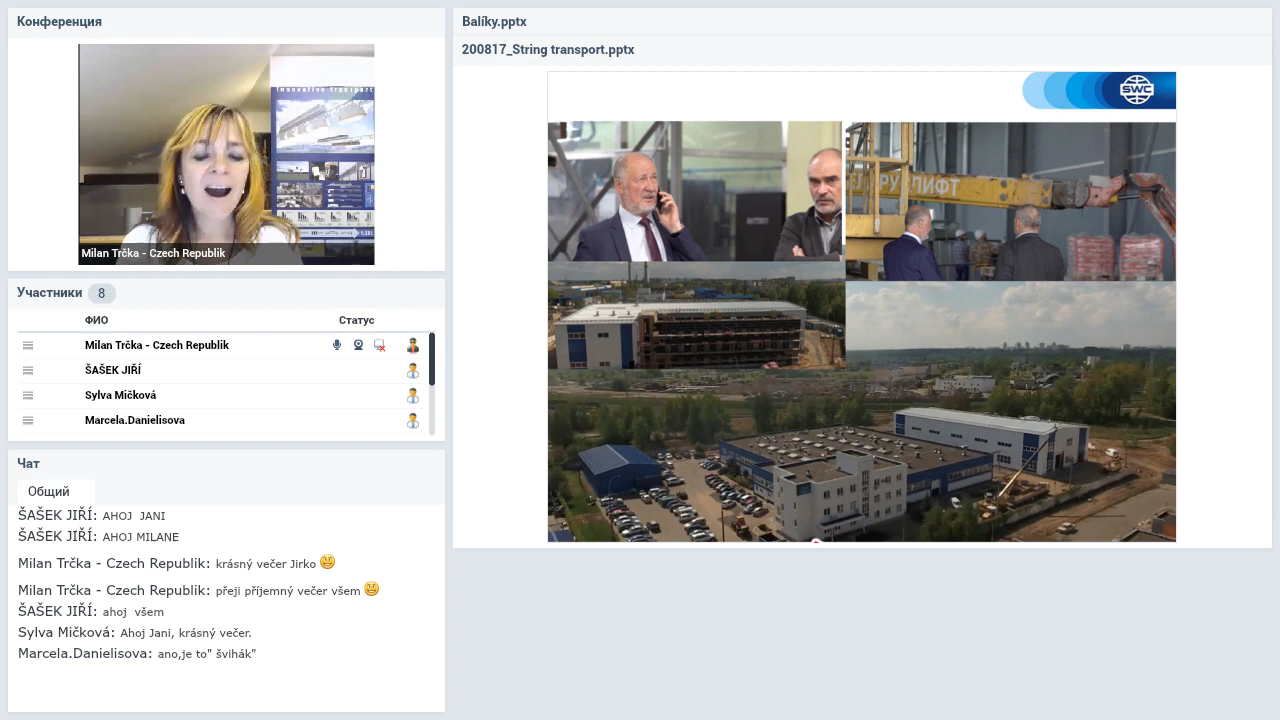 Конференция
innovative transport
Milan Trčka - Czech Republik
Участники 8
ФИО Статус
Milan Trčka - Czech Republik
ŠAŠEK JIŘÍ
Sylva Mičková
Marcela.Danielisova
Чат
Общий
ŠAŠEK JIŘÍ: AHOJ JANI
ŠAŠEK JIŘÍ: AHOJ MILANE
Milan Trčka - Czech Republik: krásný večer Jirko
Milan Trčka - Czech Republik: přeji příjemný večer všem
ŠAŠEK JIŘÍ: ahoj všem
Sylva Mičková: Ahoj Jani, krásný večer.
Marcela.Danielisova: ano,je to" švihák"
Balíky.pptx
200817_String transport.pptx
SWC